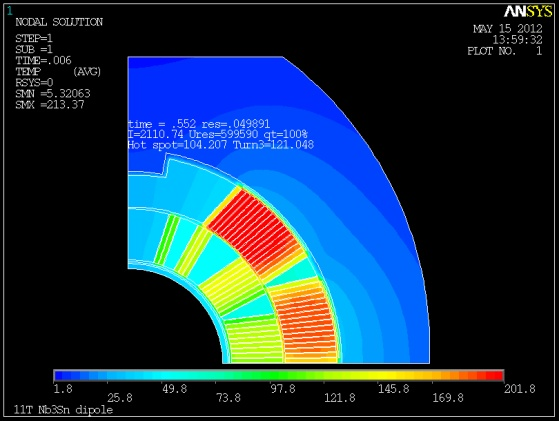 1
ANSYS
NODAL SOLUTION
MAY 15 2012
13:59:32
PLOT NO. 1
STEP=1
SUB =1
TIME=.006
TEMP (AVG)
RSYS=0
SMN =5.32063
SMX =213.37
time = .552 res=.049891
I=2110.74 Ures=599590 qt=100%
Hot spot=104.207 Turn3=121.048
1.8 49.8 97.8 145.8 201.8
25.8 73.8 121.8 169.8
11T Nb3Sn dipole